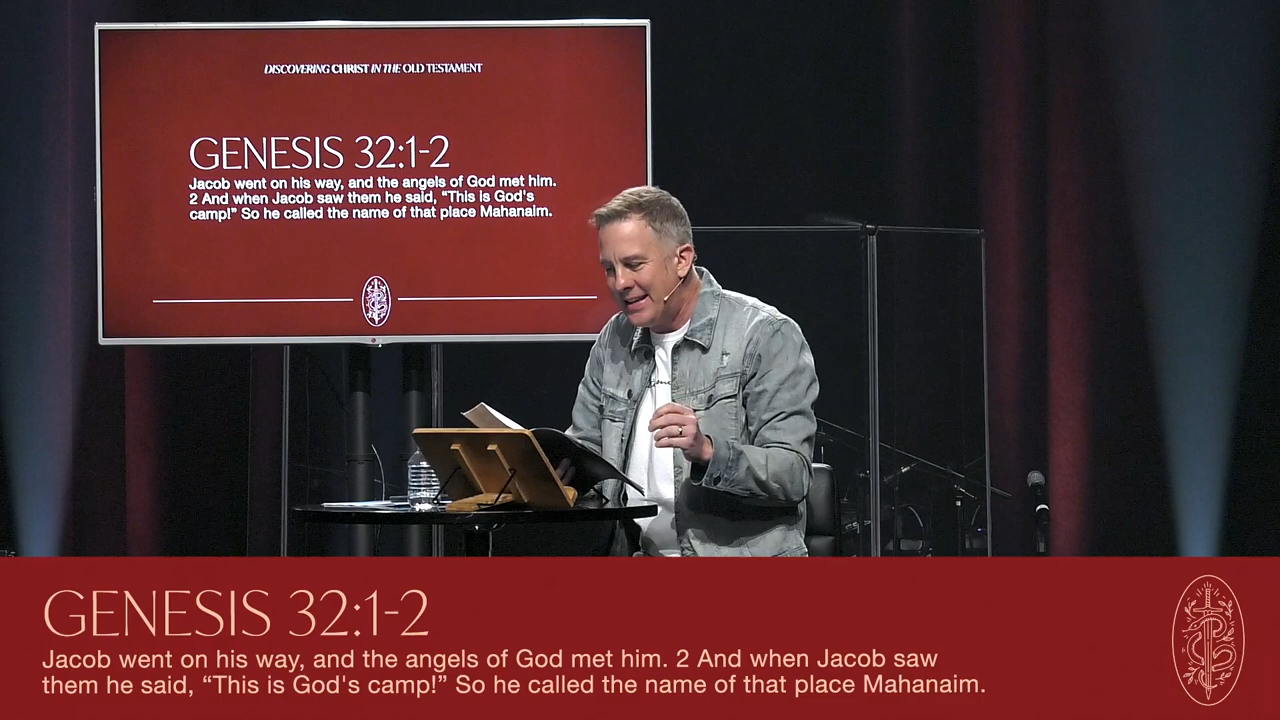 DISCOVERING CHRIST IN THE OLD TESTAMENT
GENESIS 32:1-2
Jacob went on his way, and the angels of God met him.
2 And when Jacob saw them he said, “This is God's
camp!” So he called the name of that place Mahanaim.
GENESIS 32:1-2
Jacob went on his way, and the angels of God met him. 2 And when Jacob saw
them he said, “This is God's camp!” So he called the name of that place Mahanaim.